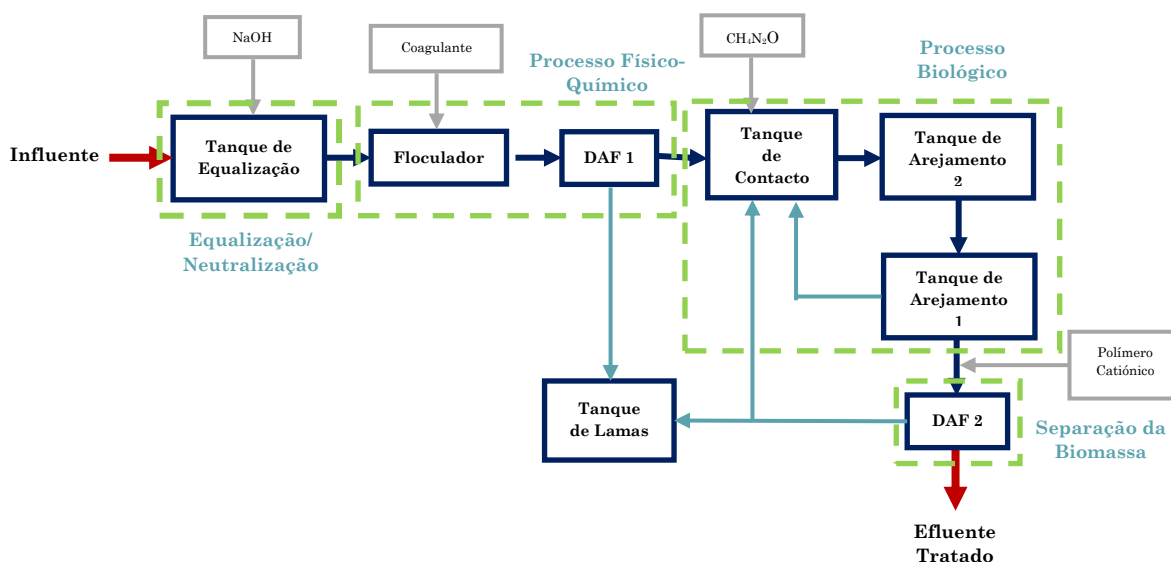 NaOH
Coagulante
CH₄N₂O
Processo Físico-
Químico
Processo
Biológico
Influente
Tanque de
Equalização
Floculador
DAF 1
Tanque
de
Contacto
Tanque de
Arejamento
2
Equalização/
Neutralização
Tanque de
Arejamento
1
Polímero
Catiónico
Tanque
de Lamas
DAF 2
Separação da
Biomassa
Efluente
Tratado